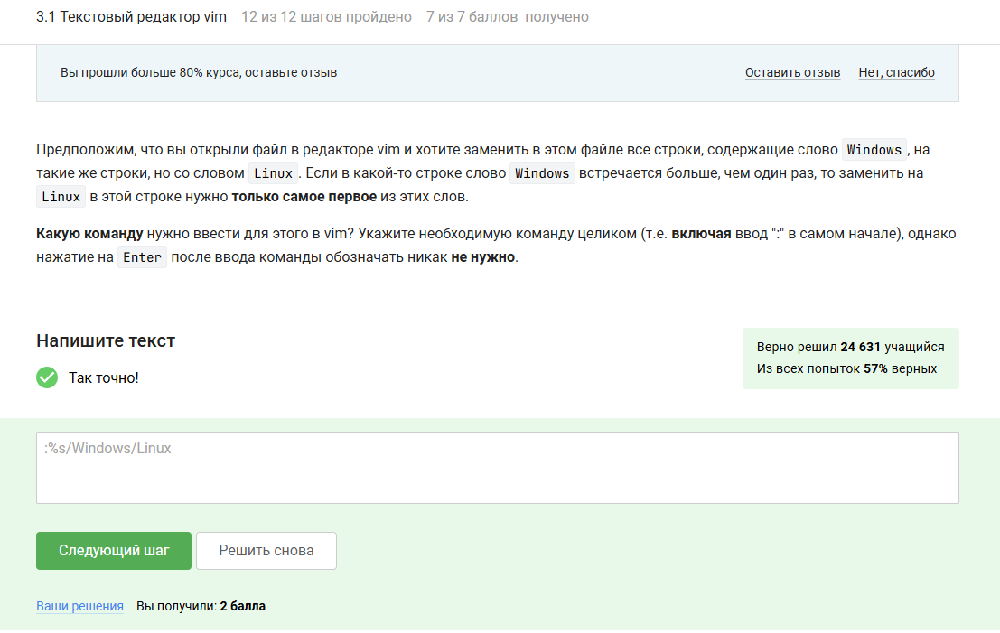 3.1 Текстовый редактор vim 12 из 12 шагов пройдено 7 из 7 баллов получено
Вы прошли больше 80% курса, оставьте отзыв Оставить отзыв Нет, спасибо
Предположим, что вы открыли файл в редакторе vim и хотите заменить в этом файле все строки, содержащие слово Windows, на
такие же строки, но со словом Linux. Если в какой-то строке слово Windows встречается больше, чем один раз, то заменить на
Linux в этой строке нужно только самое первое из этих слов.
Какую команду нужно ввести для этого в vim? Укажите необходимую команду целиком (т.е. включая ввод ":" в самом начале), однако
нажатие на Enter после ввода команды обозначать никак не нужно.
Напишите текст
Так точно!
Верно решил 24 631 учащийся
Из всех попыток 57% верных
:%s/Windows/Linux
Следующий шаг Решить снова
Ваши решения Вы получили: 2 балла